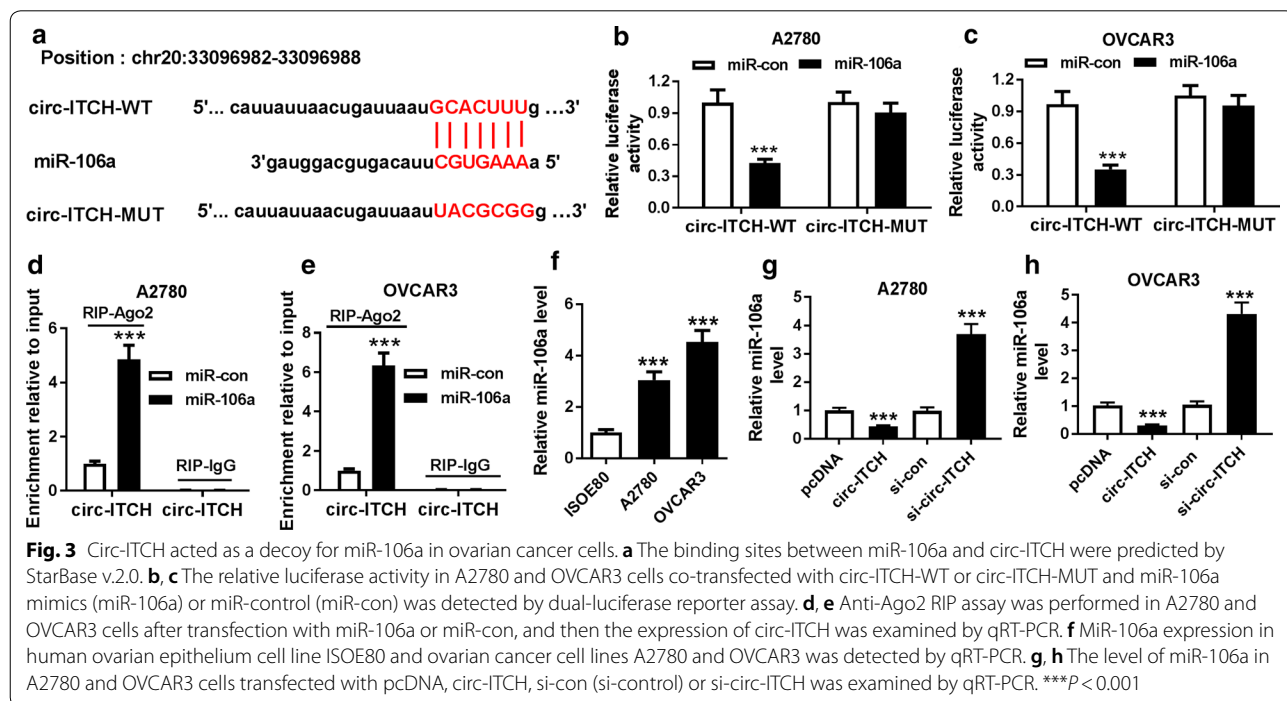 a
Position : chr20:33096982-33096988
circ-ITCH-WT 5'... cauuauuaacugauuaauGCACUUUg ...3'
miR-106a 3'gauggacgugacauuCGUGAAAa 5'
circ-ITCH-MUT 5'... cauuauuaacugauuaauUACGCGGg ...3'
b
A2780
miR-con miR-106a
Relative luciferase activity
1.2
0.9
0.6
0.3
0.0
***
circ-ITCH-WT circ-ITCH-MUT
c
OVCAR3
miR-con miR-106a
Relative luciferase activity
1.2
0.9
0.6
0.3
0.0
***
circ-ITCH-WT circ-ITCH-MUT
d
A2780
Enrichment relative to input
6
4
2
0
RIP-Ago2
***
miR-con
miR-106a
RIP-IgG
circ-ITCH circ-ITCH
e
OVCAR3
Enrichment relative to input
8
6
4
2
0
RIP-Ago2
***
miR-con
miR-106a
RIP-IgG
circ-ITCH circ-ITCH
f
Relative miR-106a level
6
4
2
0
***
***
ISOE80
A2780
OVCAR3
g
A2780
Relative miR-106a level
5
4
3
2
1
0
***
***
pcDNA
circ-ITCH
si-con
si-circ-ITCH
h
OVCAR3
Relative miR-106a level
5
4
3
2
1
0
***
***
pcDNA
circ-ITCH
si-con
si-circ-ITCH
Fig. 3 Circ-ITCH acted as a decoy for miR-106a in ovarian cancer cells. a The binding sites between miR-106a and circ-ITCH were predicted by
StarBase v.2.0. b, c The relative luciferase activity in A2780 and OVCAR3 cells co-transfected with circ-ITCH-WT or circ-ITCH-MUT and miR-106a
mimics (miR-106a) or miR-control (miR-con) was detected by dual-luciferase reporter assay. d, e Anti-Ago2 RIP assay was performed in A2780 and
OVCAR3 cells after transfection with miR-106a or miR-con, and then the expression of circ-ITCH was examined by qRT-PCR. f MiR-106a expression in
human ovarian epithelium cell line ISOE80 and ovarian cancer cell lines A2780 and OVCAR3 was detected by qRT-PCR. g, h The level of miR-106a in
A2780 and OVCAR3 cells transfected with pcDNA, circ-ITCH, si-con (si-control) or si-circ-ITCH was examined by qRT-PCR. ***P < 0.001